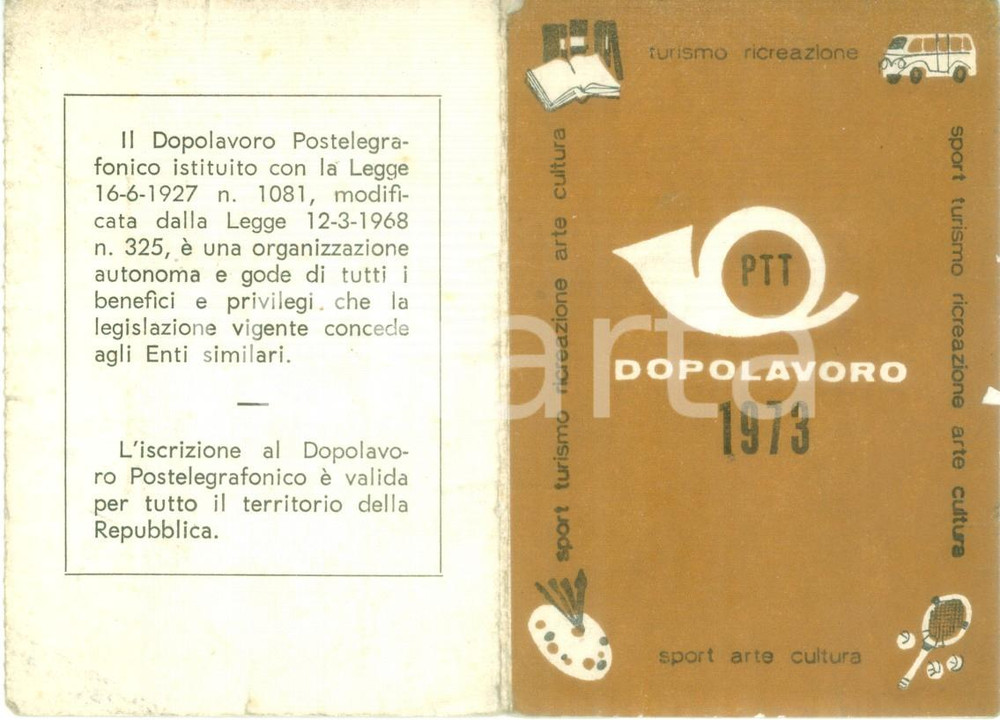 Il Dopolavoro Postelegra-
fonico istituito con la Legge
16-6-1927 n. 1081, modifi-
cata dalla Legge 12-3-1968
n. 325, è una organizzazione
autonoma e gode di tutti i
benefici e privilegi che la
legislazione vigente concede
agli Enti similari.
L'iscrizione al Dopolavo-
ro Postelegrafonico è valida
per tutto il territorio della
Repubblica.
turismo ricreazione
sport turismo ricreazione arte cultura
sport turismo ricreazione arte cultura
PTT
DOPOLAVORO
1973
sport arte cultura